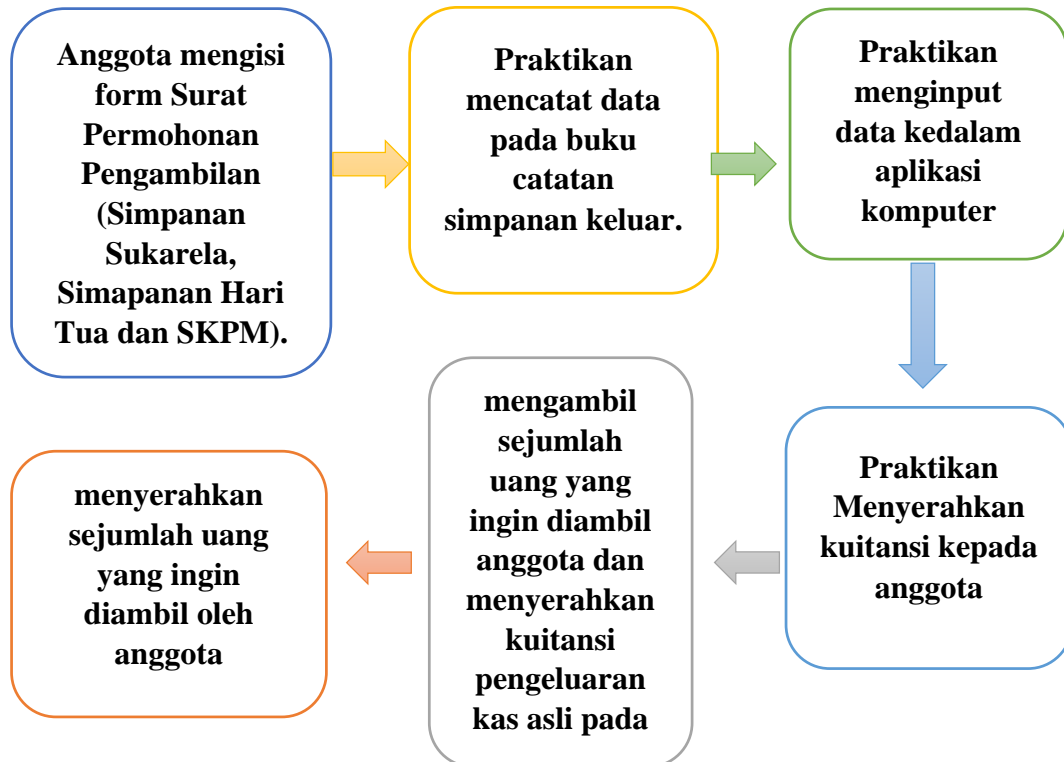 Anggota mengisi
form Surat
Permohonan
Pengambilan
(Simpanan
Sukarela,
Simapanan Hari
Tua dan SKPM).
Praktikan
mencatat data
pada buku
catatan
simpanan keluar.
Praktikan
menginput
data kedalam
aplikasi
komputer
Praktikan
Menyerahkan
kuitansi kepada
anggota
mengambil
sejumlah
uang yang
ingin diambil
anggota dan
menyerahkan
kuitansi
pengeluaran
kas asli pada
menyerahkan
sejumlah uang
yang ingin
diambil oleh
anggota